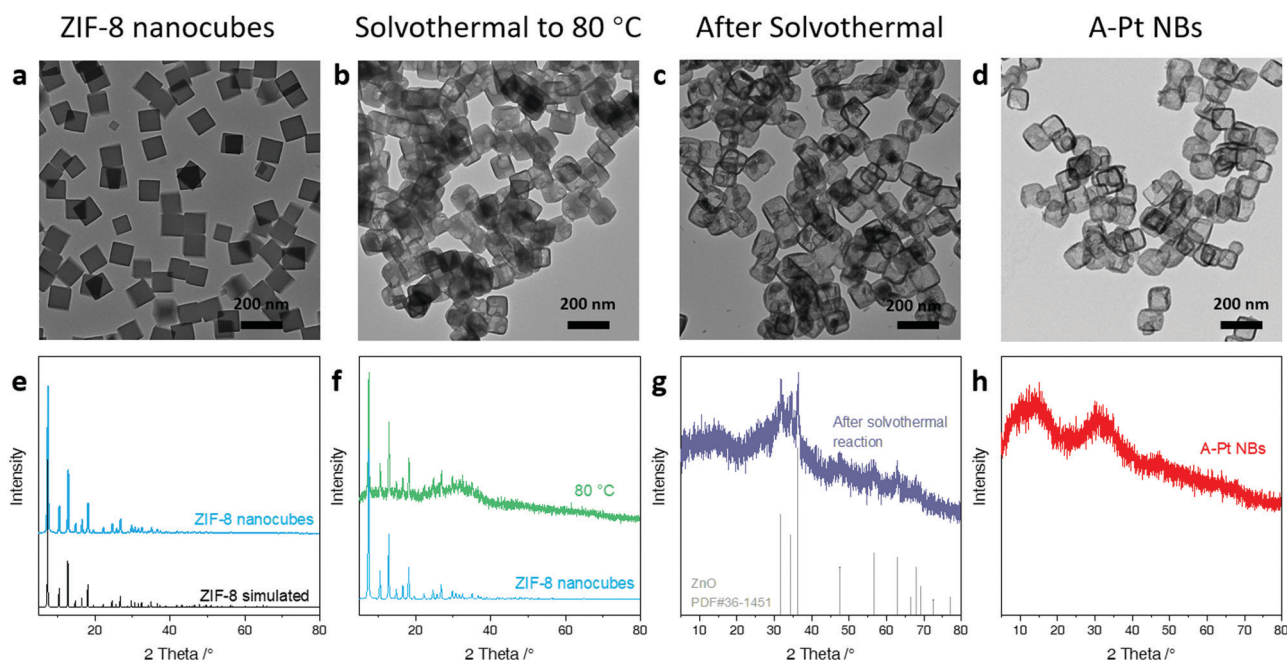 ZIF-8 nanocubes
Solvothermal to 80 °C
After Solvothermal
A-Pt NBs
a
200 nm
b
200 nm
c
200 nm
d
200 nm
e
Intensity
ZIF-8 nanocubes
ZIF-8 simulated
20 40 60 80
2 Theta /°
f
Intensity
80 °C
ZIF-8 nanocubes
20 40 60 80
2 Theta /°
g
Intensity
After solvothermal
reaction
ZnO
PDF#36-1451
10 20 30 40 50 60 70 80
2 Theta /°
h
Intensity
A-Pt NBs
10 20 30 40 50 60 70 80
2 Theta /°